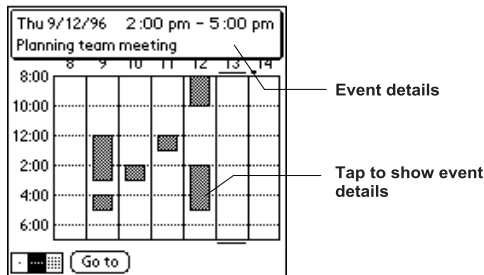 Thu 9/12/96 2:00 pm - 5:00 pm
Planning team meeting
8 9 10 11 12 13 14
8:00
Event details
10:00
12:00
2:00
Tap to show event
details
4:00
6:00
Go to